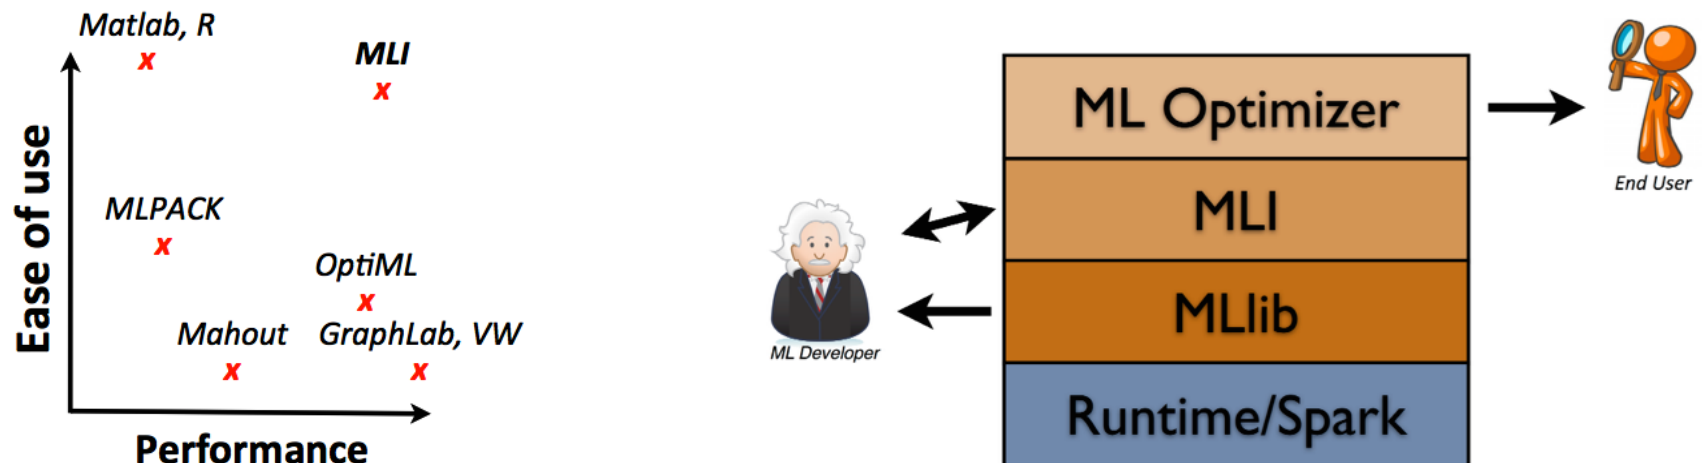 Matlab, R
MLI
MLPACK
OptiML
Mahout
GraphLab, VW
Ease of use
Performance
ML Optimizer
MLI
MLlib
Runtime/Spark
ML Developer
End User